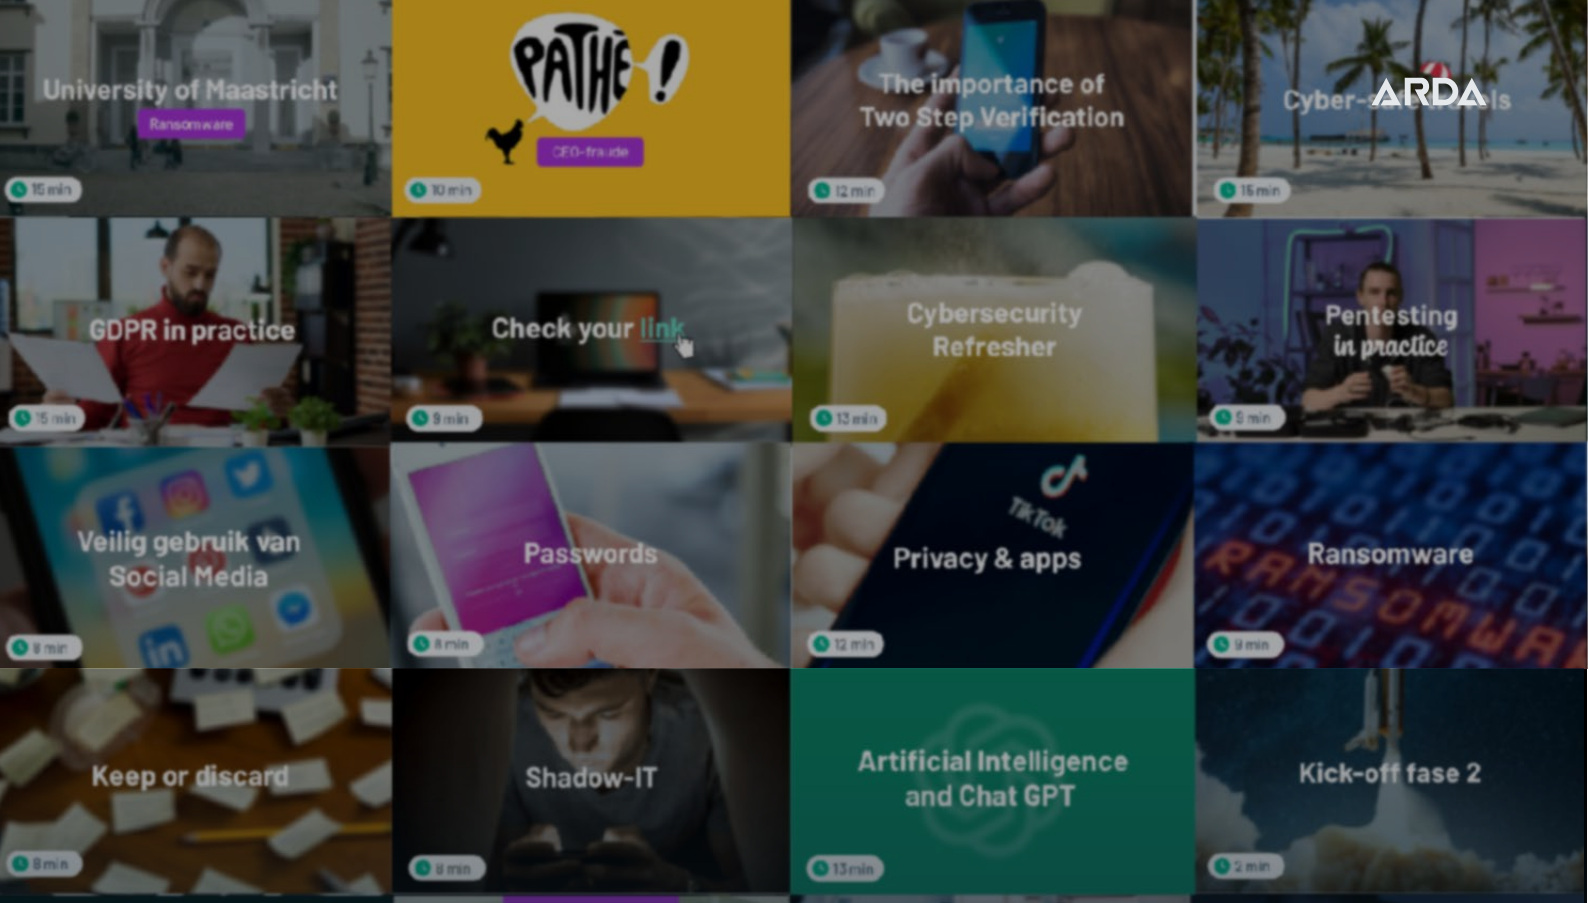 University of Maastricht
Ransomware
15 min
PATHÉ!
CEO-fraude
10 min
The importance of
Two Step Verification
12 min
ARDA
Cyber-
15 min
GDPR in practice
15 min
Check your link
9 min
Cybersecurity
Refresher
13 min
Pentesting
in practice
9 min
Veilig gebruik van
Social Media
Passwords
8 min
TikTok
Privacy & apps
12 min
Ransomware
RANSOMWA
9 min
Keep or discard
8 min
Shadow-IT
8 min
Artificial Intelligence
and Chat GPT
13 min
Kick-off fase 2
2 min